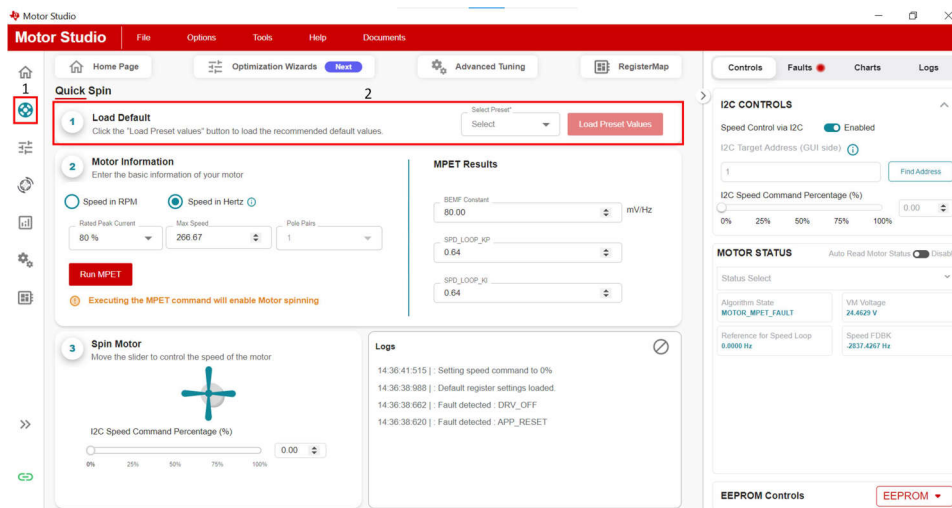 Motor Studio
Motor Studio File Options Tools Help Documents
Home Page Optimization Wizards Next Advanced Tuning RegisterMap
Controls Faults Charts Logs
1
Quick Spin
2
1 Load Default
Click the "Load Preset values" button to load the recommended default values.
Select Preset*
Select
Load Preset Values
2 Motor Information
Enter the basic information of your motor
Speed in RPM Speed in Hertz
Rated Peak Current Max Speed Pole Pairs
80 % 266.67 1
Run MPET
Executing the MPET command will enable Motor spinning
MPET Results
BEMF Constant
80.00 mV/Hz
SPD_LOOP_KP
0.64
SPD_LOOP_KI
0.64
3 Spin Motor
Move the slider to control the speed of the motor
I2C Speed Command Percentage (%)
0.00
0% 25% 50% 75% 100%
Logs
14:36:41:515 | : Setting speed command to 0%
14:36:38:988 | : Default register settings loaded.
14:36:38:662 | : Fault detected : DRV_OFF
14:36:38:620 | : Fault detected : APP_RESET
I2C CONTROLS
Speed Control via I2C Enabled
I2C Target Address (GUI side)
1 Find Address
I2C Speed Command Percentage (%)
0.00
0% 25% 50% 75% 100%
MOTOR STATUS Auto Read Motor Status Disabl
Status Select
Algorithm State VM Voltage
MOTOR_MPET_FAULT 24.4629 V
Reference for Speed Loop Speed FDBK
0.0000 Hz -2837.4267 Hz
EEPROM Controls EEPROM